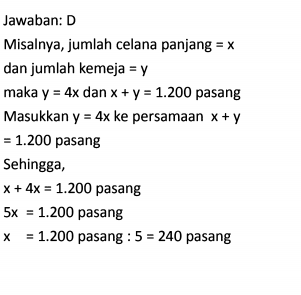 Jawaban: D
Misalnya, jumlah celana panjang = x
dan jumlah kemeja = y
maka y = 4x dan x + y = 1.200 pasang
Masukkan y = 4x ke persamaan  x + y
= 1.200 pasang
Sehingga,
x + 4x = 1.200 pasang
5x  = 1.200 pasang
x    = 1.200 pasang : 5 = 240 pasang